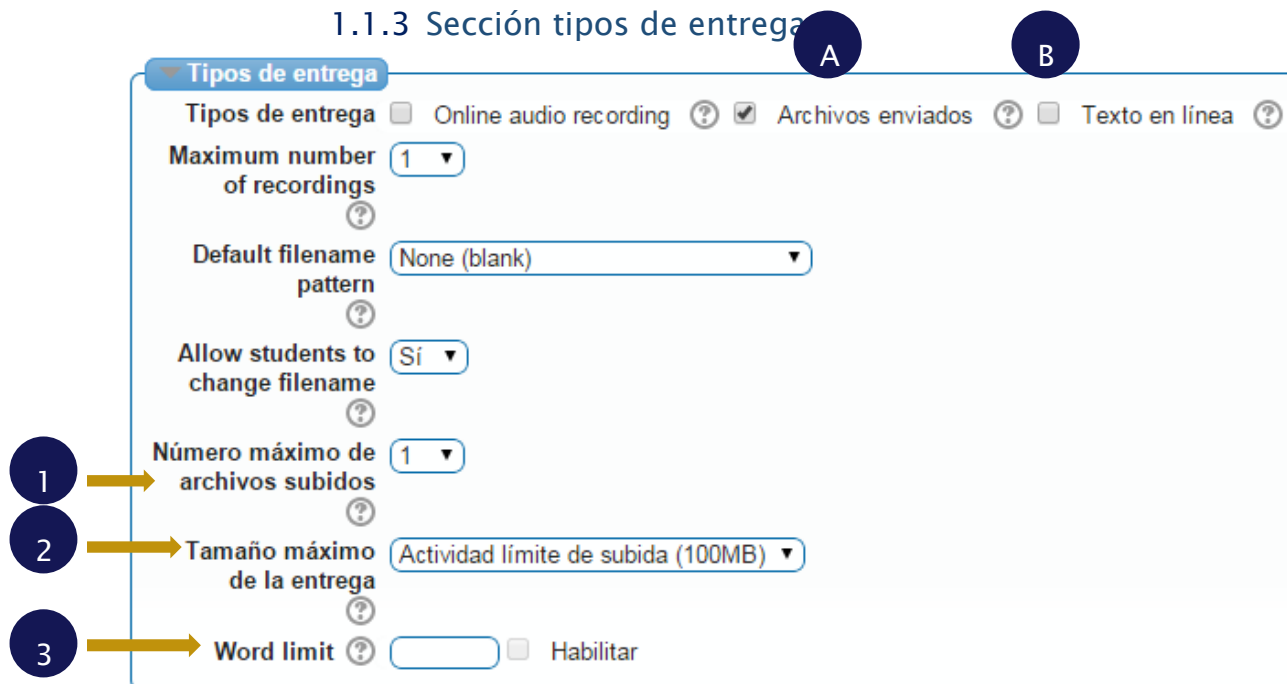 1.1.3 Sección tipos de entrega
A B
Tipos de entrega
Tipos de entrega Online audio recording ? Archivos enviados ? Texto en línea ?
Maximum number 1
of recordings
?
Default filename None (blank)
pattern
?
Allow students to Sí
change filename
?
Número máximo de 1
1 archivos subidos
?
2 Tamaño máximo Actividad límite de subida (100MB)
de la entrega
?
3 Word limit ? Habilitar